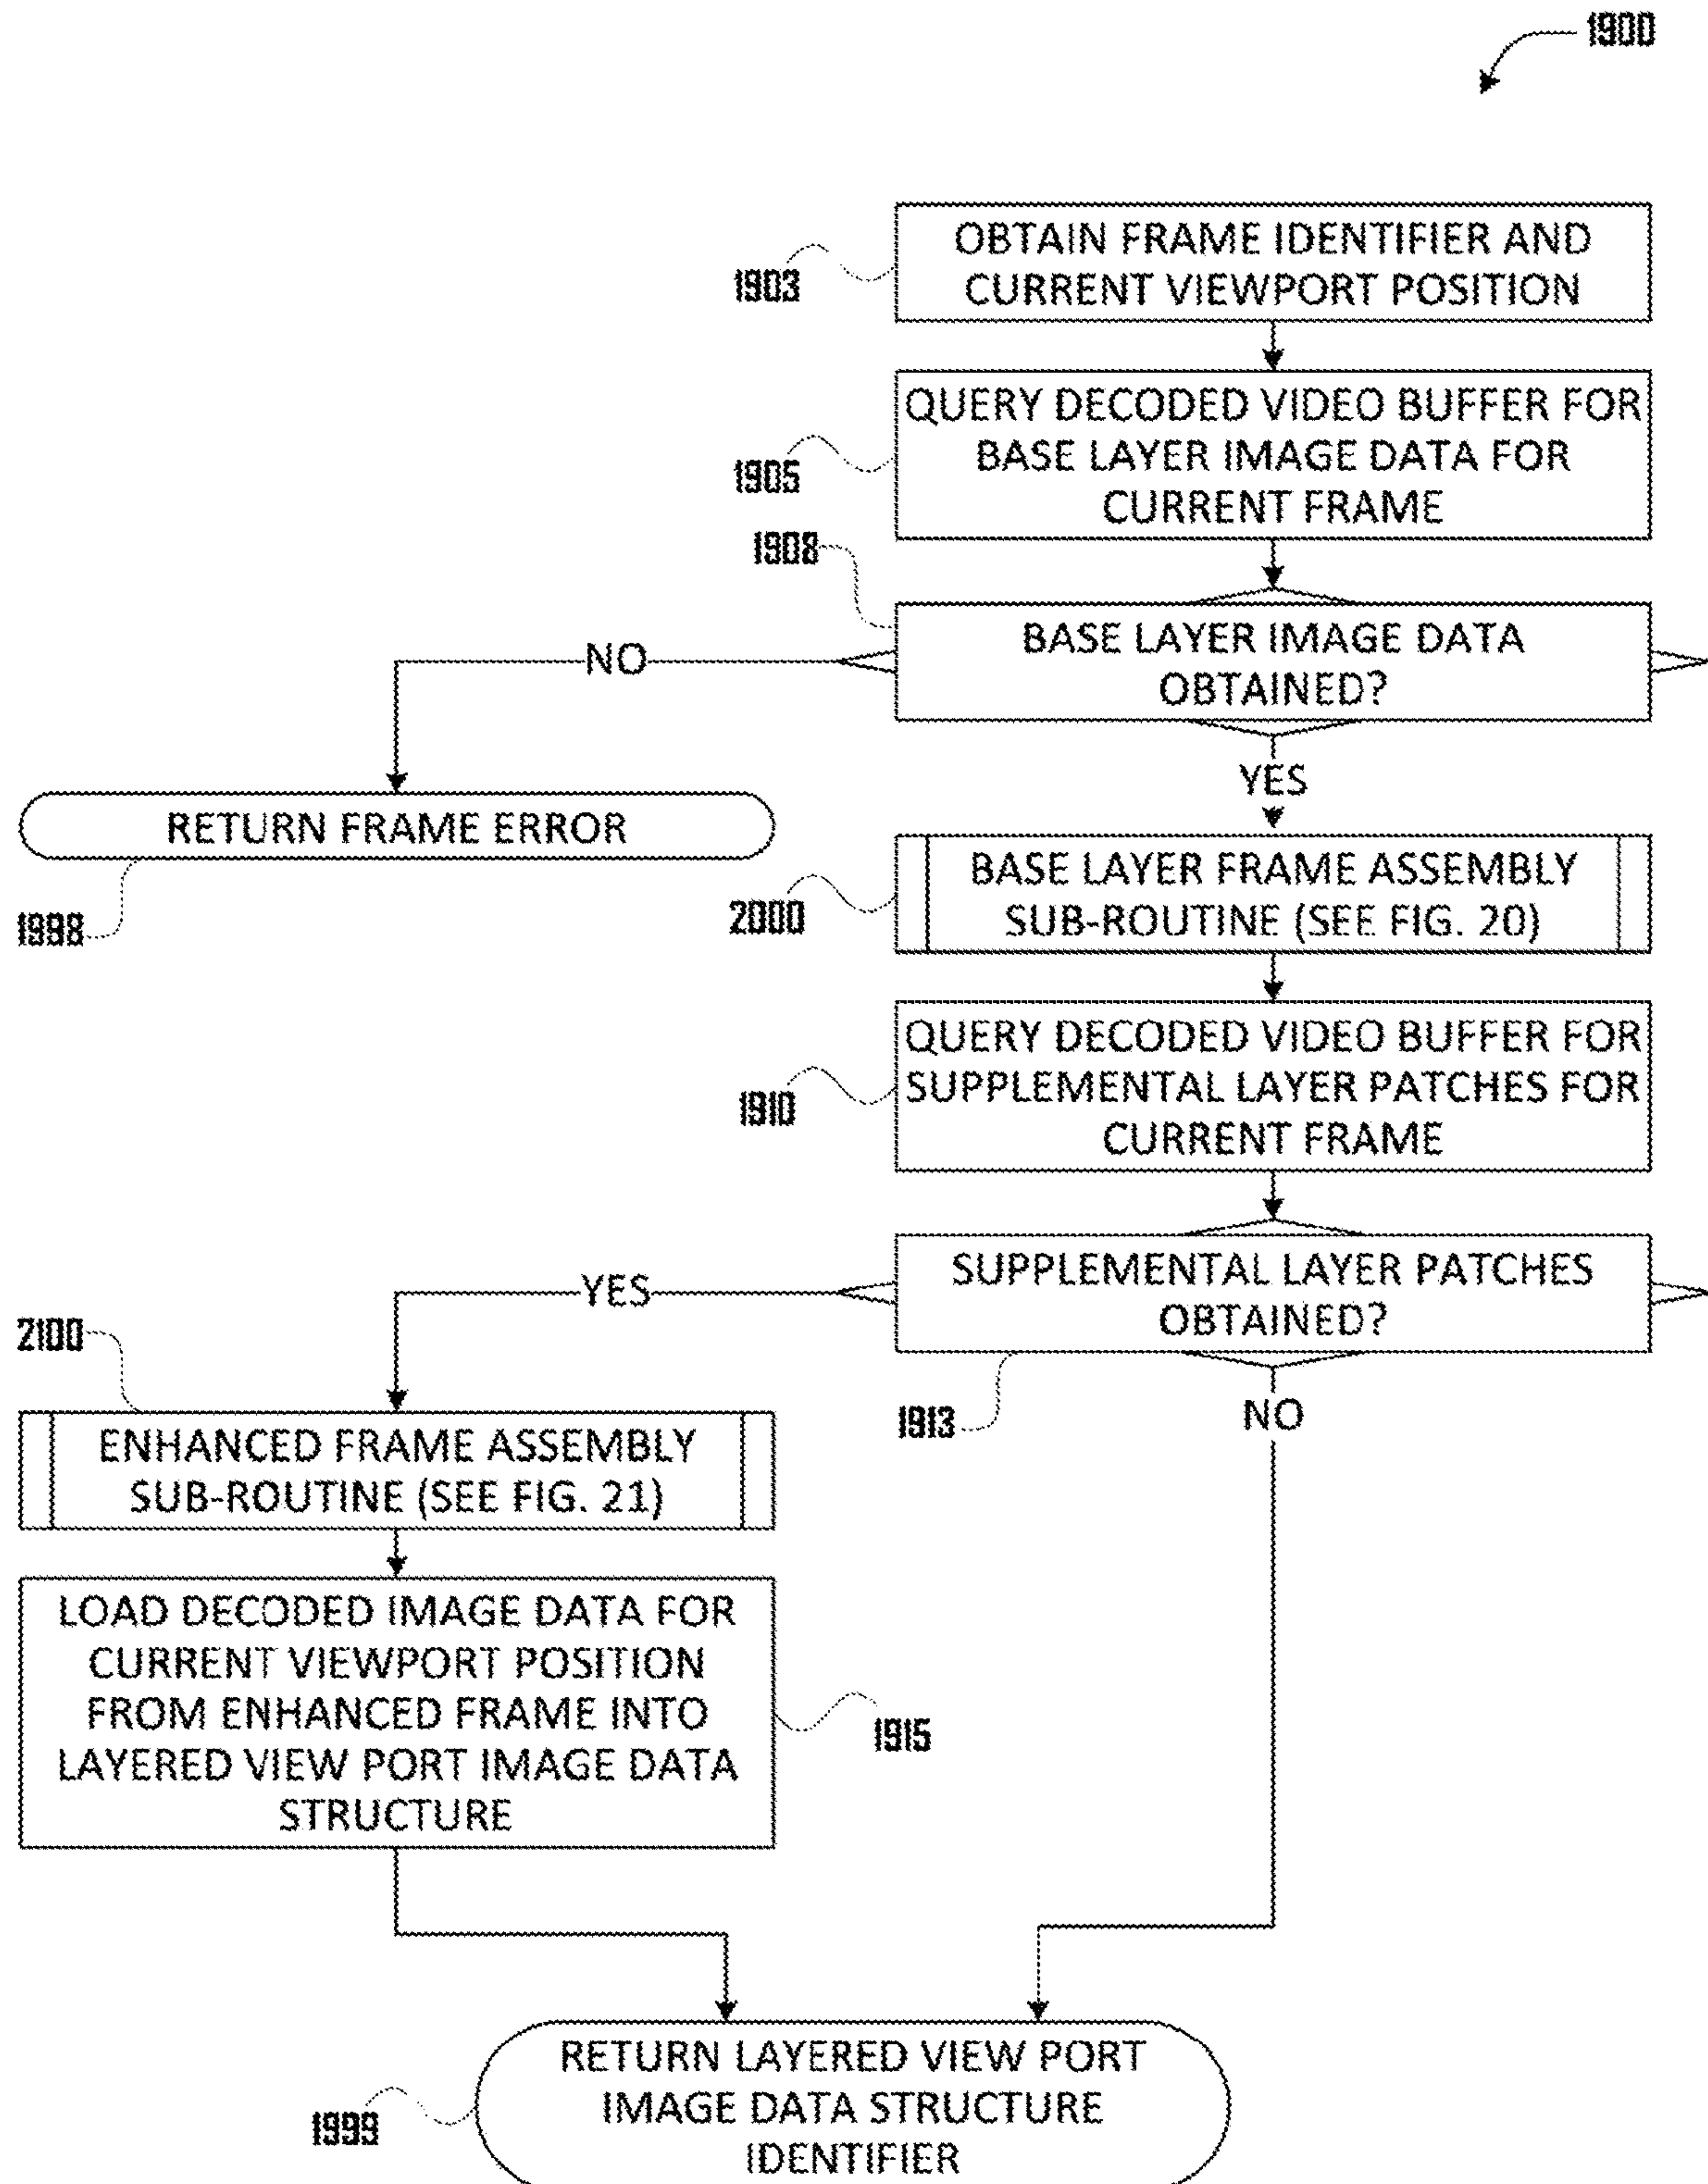 1900
OBTAIN FRAME IDENTIFIER AND
CURRENT VIEWPORT POSITION
1903
QUERY DECODED VIDEO BUFFER FOR
BASE LAYER IMAGE DATA FOR
CURRENT FRAME
1905
1908
BASE LAYER IMAGE DATA
OBTAINED?
NO
YES
RETURN FRAME ERROR
1998
BASE LAYER FRAME ASSEMBLY
SUB-ROUTINE (SEE FIG. 20)
2000
QUERY DECODED VIDEO BUFFER FOR
SUPPLEMENTAL LAYER PATCHES FOR
CURRENT FRAME
1910
SUPPLEMENTAL LAYER PATCHES
OBTAINED?
YES
1913
NO
2100
ENHANCED FRAME ASSEMBLY
SUB-ROUTINE (SEE FIG. 21)
LOAD DECODED IMAGE DATA FOR
CURRENT VIEWPORT POSITION
FROM ENHANCED FRAME INTO
LAYERED VIEW PORT IMAGE DATA
STRUCTURE
1915
RETURN LAYERED VIEW PORT
IMAGE DATA STRUCTURE
IDENTIFIER
1999